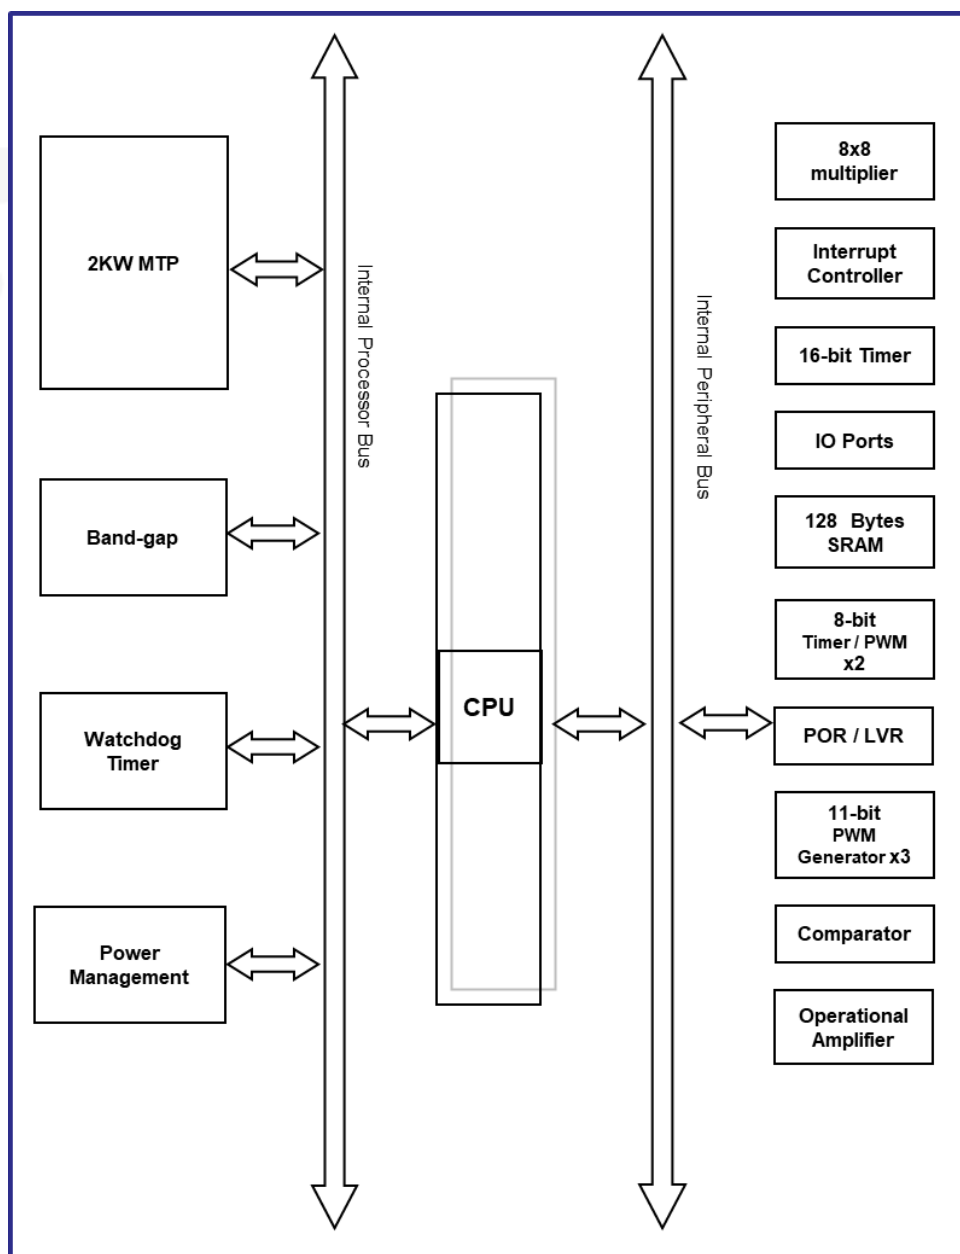 2KW MTP
Band-gap
Watchdog
Timer
Power
Management
Internal Processor Bus
CPU
Internal Peripheral Bus
8x8
multiplier
Interrupt
Controller
16-bit Timer
IO Ports
128 Bytes
SRAM
8-bit
Timer / PWM
x2
POR / LVR
11-bit
PWM
Generator x3
Comparator
Operational
Amplifier